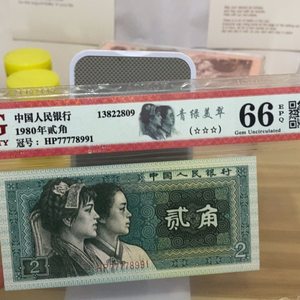 中国人民银行
13822809
青绿美翠
66
EPQ
1980年贰角
(☆☆☆)
冠号：HP77778991
Gem Uncirculated
中国人民银行
贰角
HP77778991
2
2